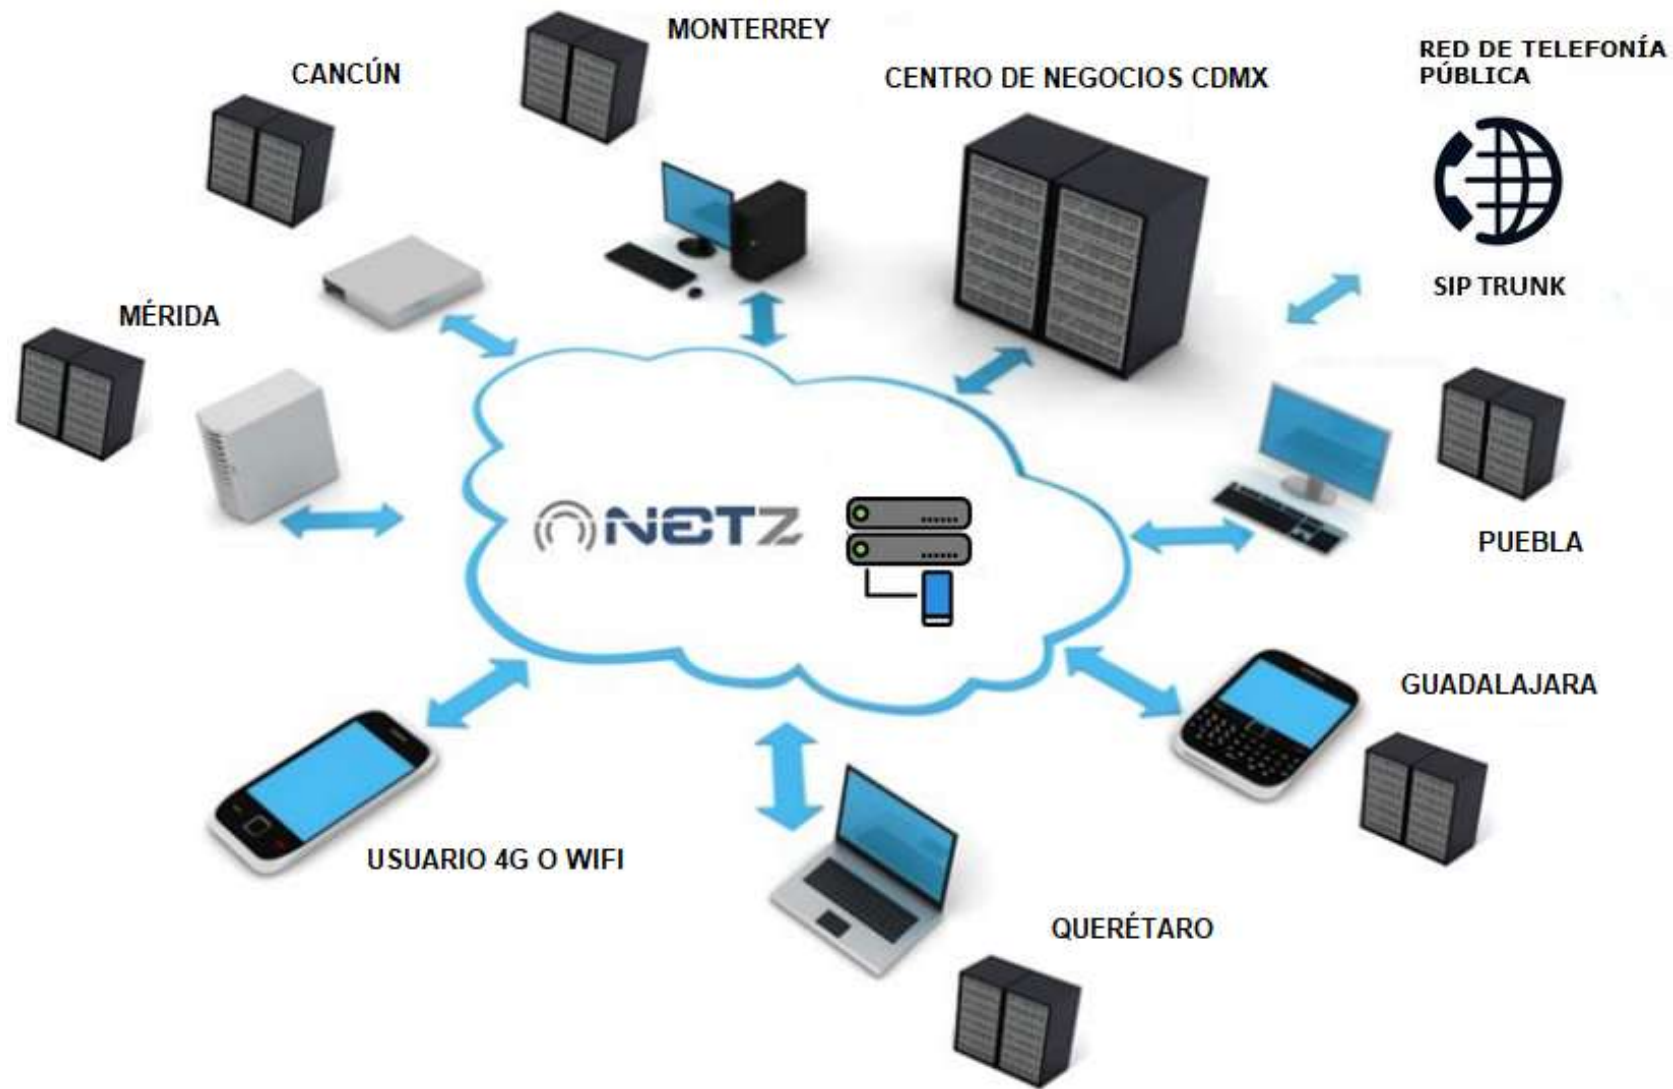 MONTERREY
CANCÚN
CENTRO DE NEGOCIOS CDMX
RED DE TELEFONÍA
PÚBLICA
SIP TRUNK
MÉRIDA
NETZ
PUEBLA
GUADALAJARA
USUARIO 4G O WIFI
QUERÉTARO